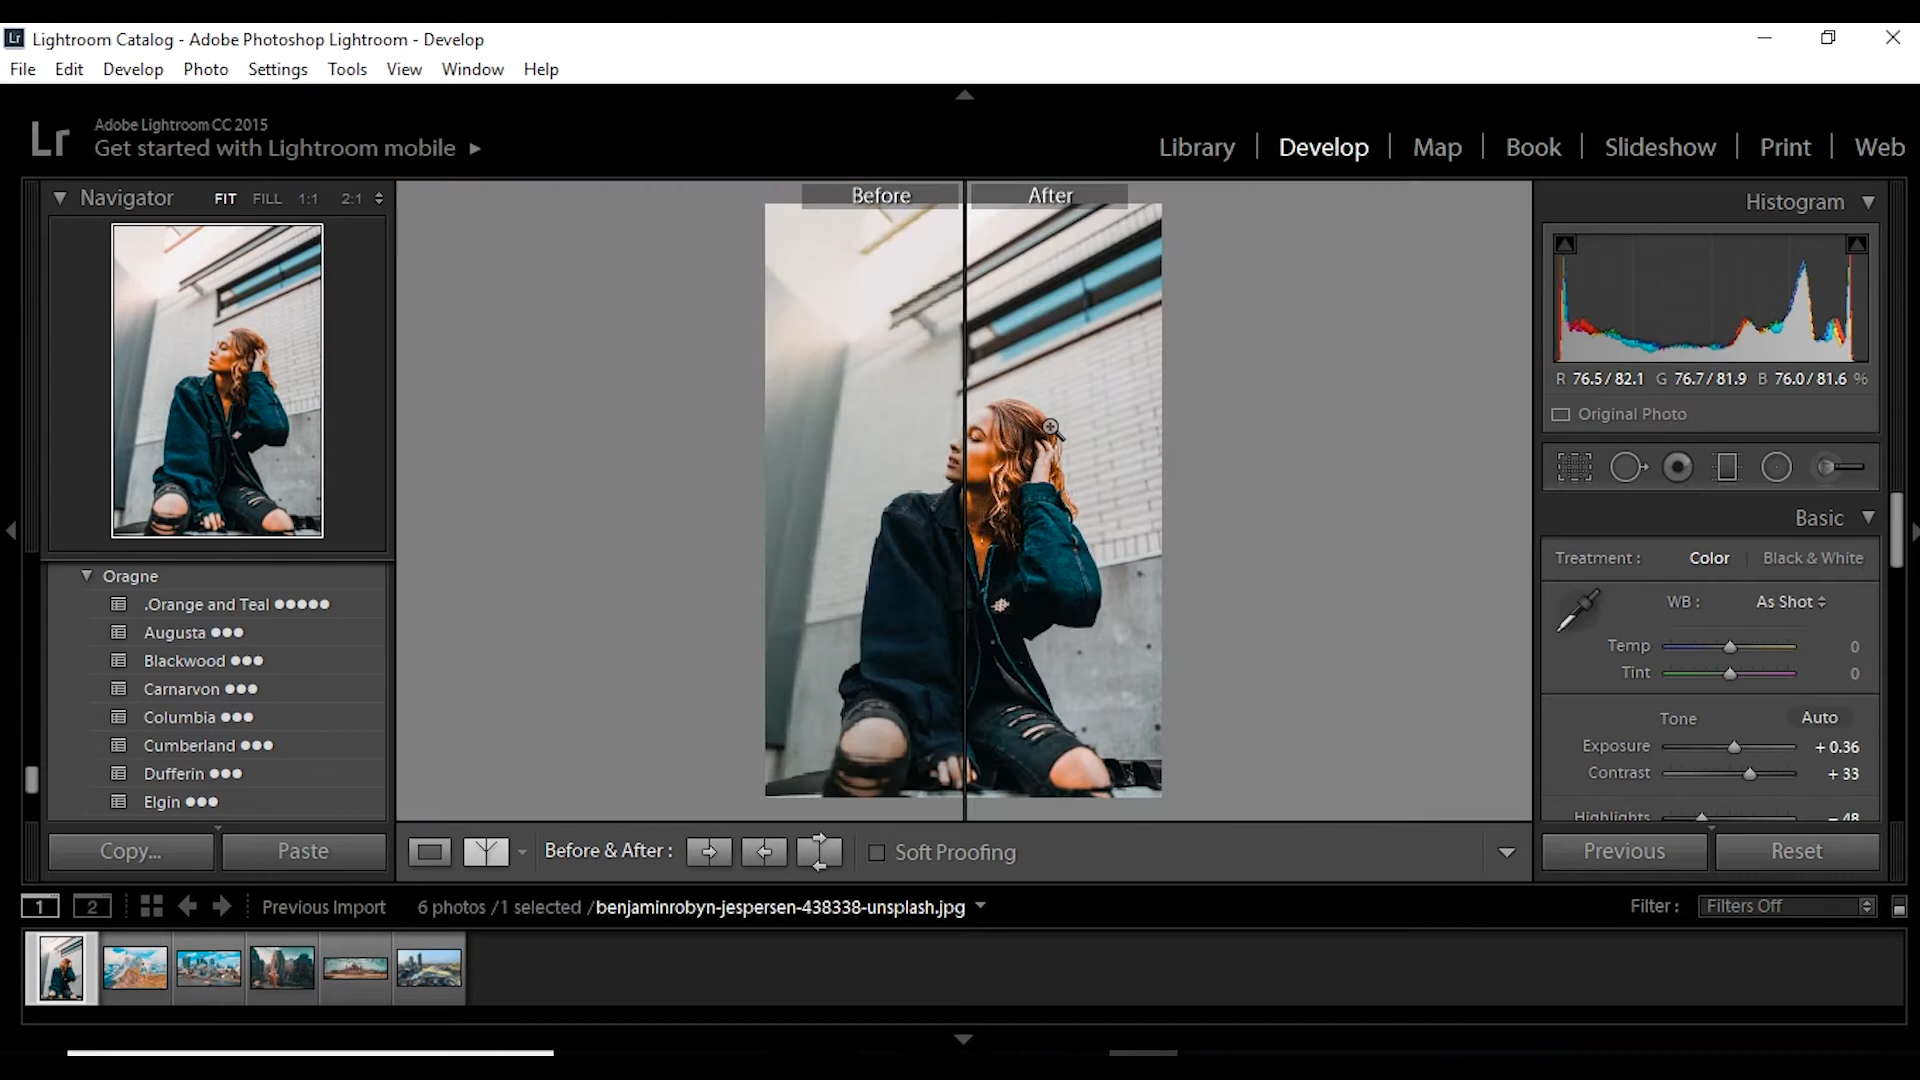 Lr Lightroom Catalog - Adobe Photoshop Lightroom - Develop
File Edit Develop Photo Settings Tools View Window Help
Lr
Adobe Lightroom CC 2015
Get started with Lightroom mobile
Library | Develop | Map | Book | Slideshow | Print | Web
Navigator FIT FILL 1:1 2:1
Oragne
.Orange and Teal ●●●●●
Augusta ●●●
Blackwood ●●●
Carnarvon ●●●
Columbia ●●●
Cumberland ●●●
Dufferin ●●●
Elgin ●●●
Copy... Paste
Before After
Before & After : Soft Proofing
Histogram
R 76.5 / 82.1 G 76.7 / 81.9 B 76.0 / 81.6 %
Original Photo
Basic
Treatment : Color Black & White
WB : As Shot
Temp 0
Tint 0
Tone Auto
Exposure + 0.36
Contrast + 33
Highlights - 48
Previous Reset
1 2 Previous Import 6 photos /1 selected /benjaminrobyn-jespersen-438338-unsplash.jpg
Filter : Filters Off